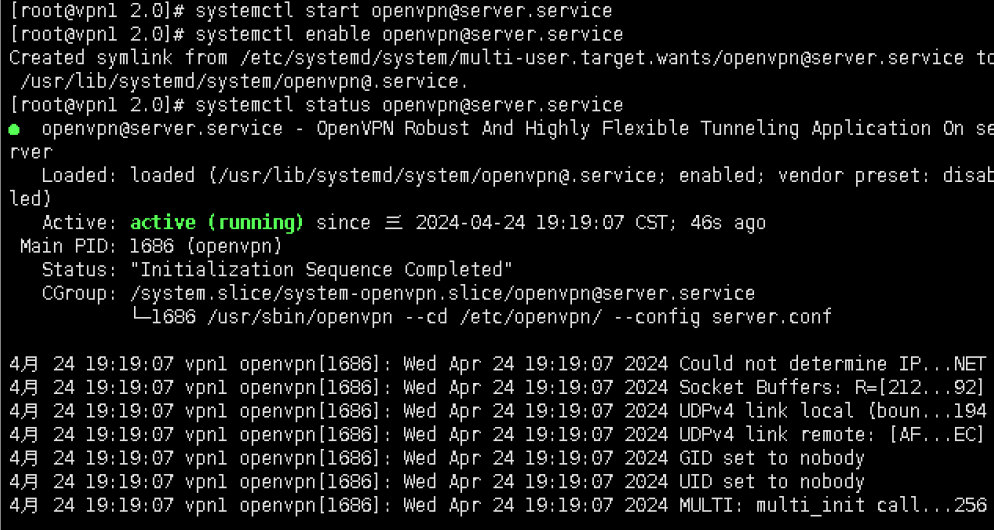 [root@vpn1 2.0]# systemctl start openvpn@server.service
[root@vpn1 2.0]# systemctl enable openvpn@server.service
Created symlink from /etc/systemd/system/multi-user.target.wants/openvpn@server.service to
 /usr/lib/systemd/system/openvpn@.service.
[root@vpn1 2.0]# systemctl status openvpn@server.service
● openvpn@server.service - OpenVPN Robust And Highly Flexible Tunneling Application On se
rver
   Loaded: loaded (/usr/lib/systemd/system/openvpn@.service; enabled; vendor preset: disab
led)
   Active: active (running) since 三 2024-04-24 19:19:07 CST; 46s ago
 Main PID: 1686 (openvpn)
   Status: "Initialization Sequence Completed"
   CGroup: /system.slice/system-openvpn.slice/openvpn@server.service
           └─1686 /usr/sbin/openvpn --cd /etc/openvpn/ --config server.conf
4月 24 19:19:07 vpn1 openvpn[1686]: Wed Apr 24 19:19:07 2024 Could not determine IP...NET
4月 24 19:19:07 vpn1 openvpn[1686]: Wed Apr 24 19:19:07 2024 Socket Buffers: R=[212...92]
4月 24 19:19:07 vpn1 openvpn[1686]: Wed Apr 24 19:19:07 2024 UDPv4 link local (boun...194
4月 24 19:19:07 vpn1 openvpn[1686]: Wed Apr 24 19:19:07 2024 UDPv4 link remote: [AF...EC]
4月 24 19:19:07 vpn1 openvpn[1686]: Wed Apr 24 19:19:07 2024 GID set to nobody
4月 24 19:19:07 vpn1 openvpn[1686]: Wed Apr 24 19:19:07 2024 UID set to nobody
4月 24 19:19:07 vpn1 openvpn[1686]: Wed Apr 24 19:19:07 2024 MULTI: multi_init call...256